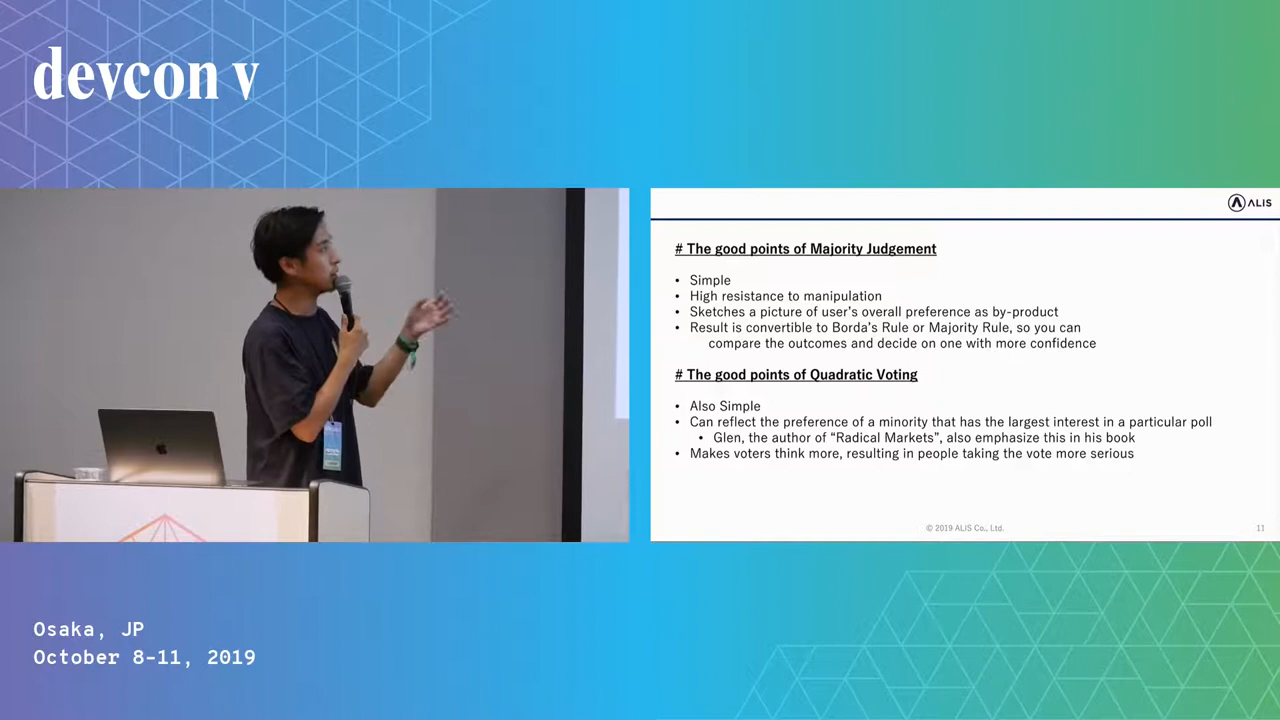 devcon v
ALIS
# The good points of Majority Judgement
• Simple
• High resistance to manipulation
• Sketches a picture of user's overall preference as by-product
• Result is convertible to Borda's Rule or Majority Rule, so you can
compare the outcomes and decide on one with more confidence
# The good points of Quadratic Voting
• Also Simple
• Can reflect the preference of a minority that has the largest interest in a particular poll
• Glen, the author of “Radical Markets”, also emphasize this in his book
• Makes voters think more, resulting in people taking the vote more serious
© 2019 ALIS Co., Ltd.
11
Osaka, JP
October 8-11, 2019